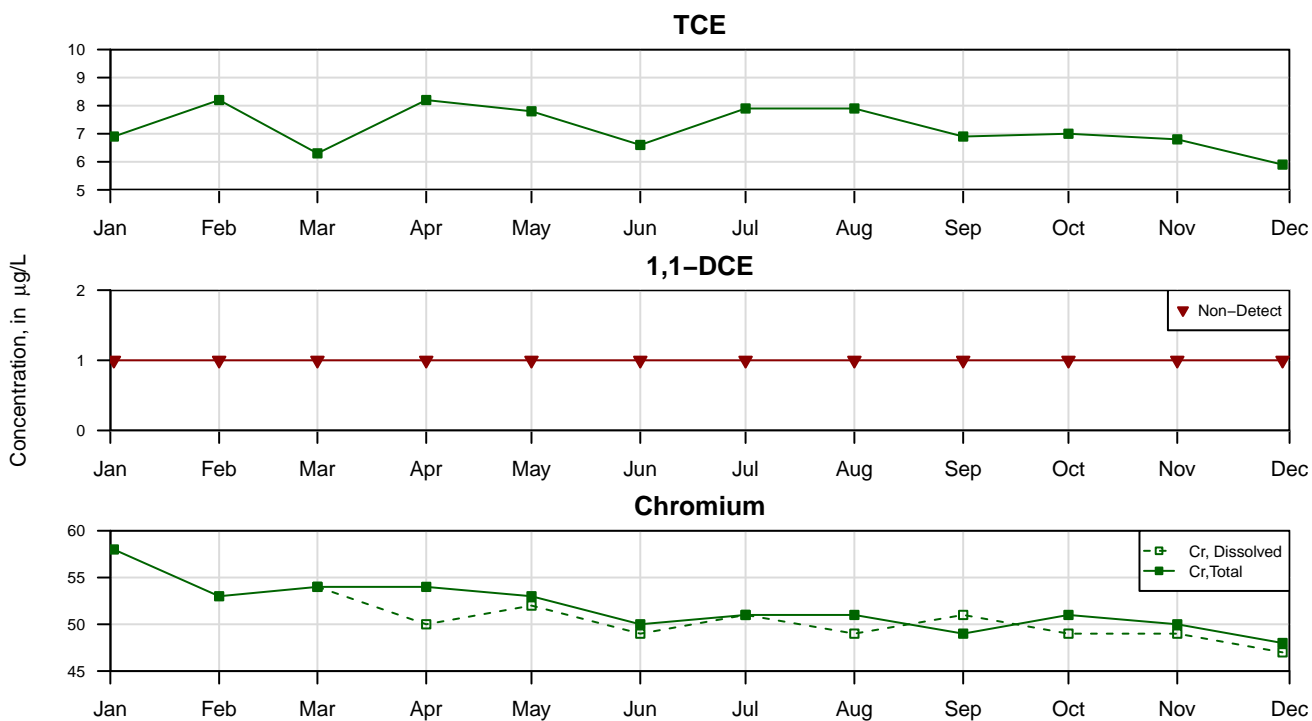 TCE
10
9
8
7
6
5
Jan Feb Mar Apr May Jun Jul Aug Sep Oct Nov Dec
Concentration, in µg/L
1,1−DCE
2
1
0
Non−Detect
Jan Feb Mar Apr May Jun Jul Aug Sep Oct Nov Dec
Chromium
60
55
50
45
Cr, Dissolved
Cr,Total
Jan Feb Mar Apr May Jun Jul Aug Sep Oct Nov Dec